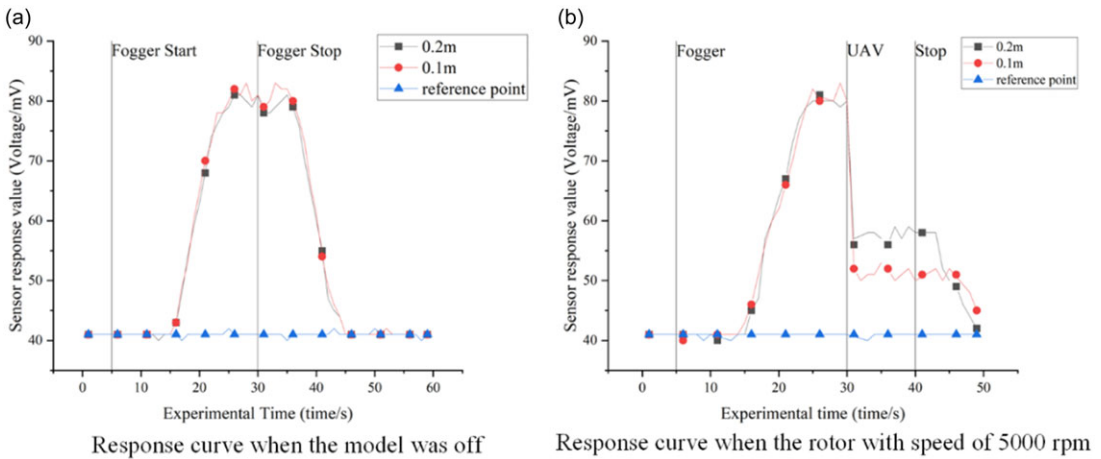 (a)
90
80
70
60
50
40
Sensor response value (Voltage/mV)
Fogger Start
Fogger Stop
0.2m
0.1m
reference point
0 10 20 30 40 50 60
Experimental Time (time/s)
Response curve when the model was off
(b)
90
80
70
60
50
40
Sensor response value (Voltage/mV)
Fogger
UAV
Stop
0.2m
0.1m
reference point
0 10 20 30 40 50
Experimental time (time/s)
Response curve when the rotor with speed of 5000 rpm